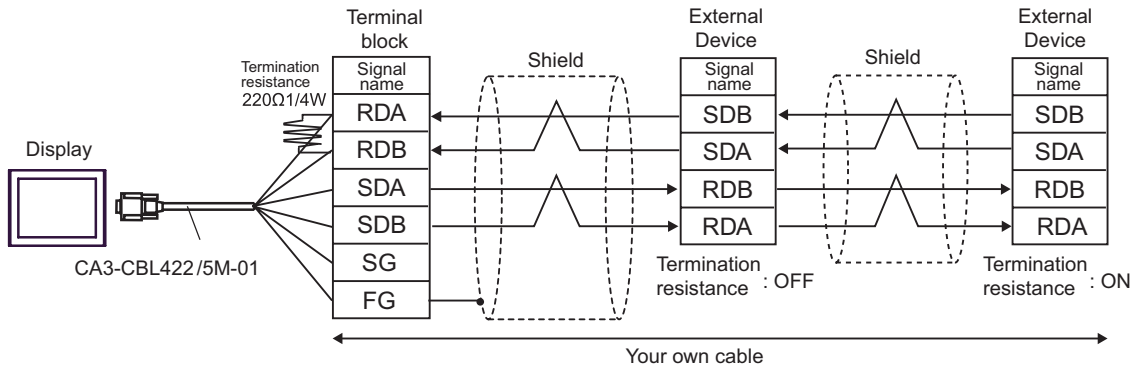 Terminal
block
External
Device
External
Device
Shield
Shield
Termination
resistance
220Ω1/4W
Signal
name
Signal
name
Signal
name
RDA
SDB
SDB
RDB
SDA
SDA
Display
SDA
RDB
RDB
SDB
RDA
RDA
CA3-CBL422/5M-01
SG
FG
Termination
resistance : OFF
Termination
resistance : ON
Your own cable